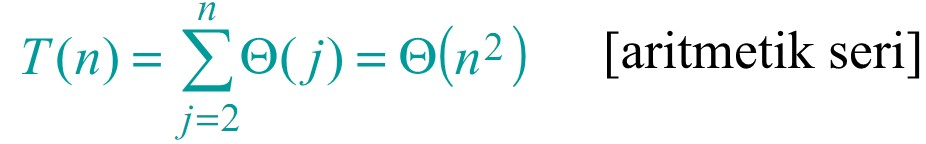 T(n) = ∑_{j=2}^{n} Θ(j) = Θ(n²) [aritmetik seri]